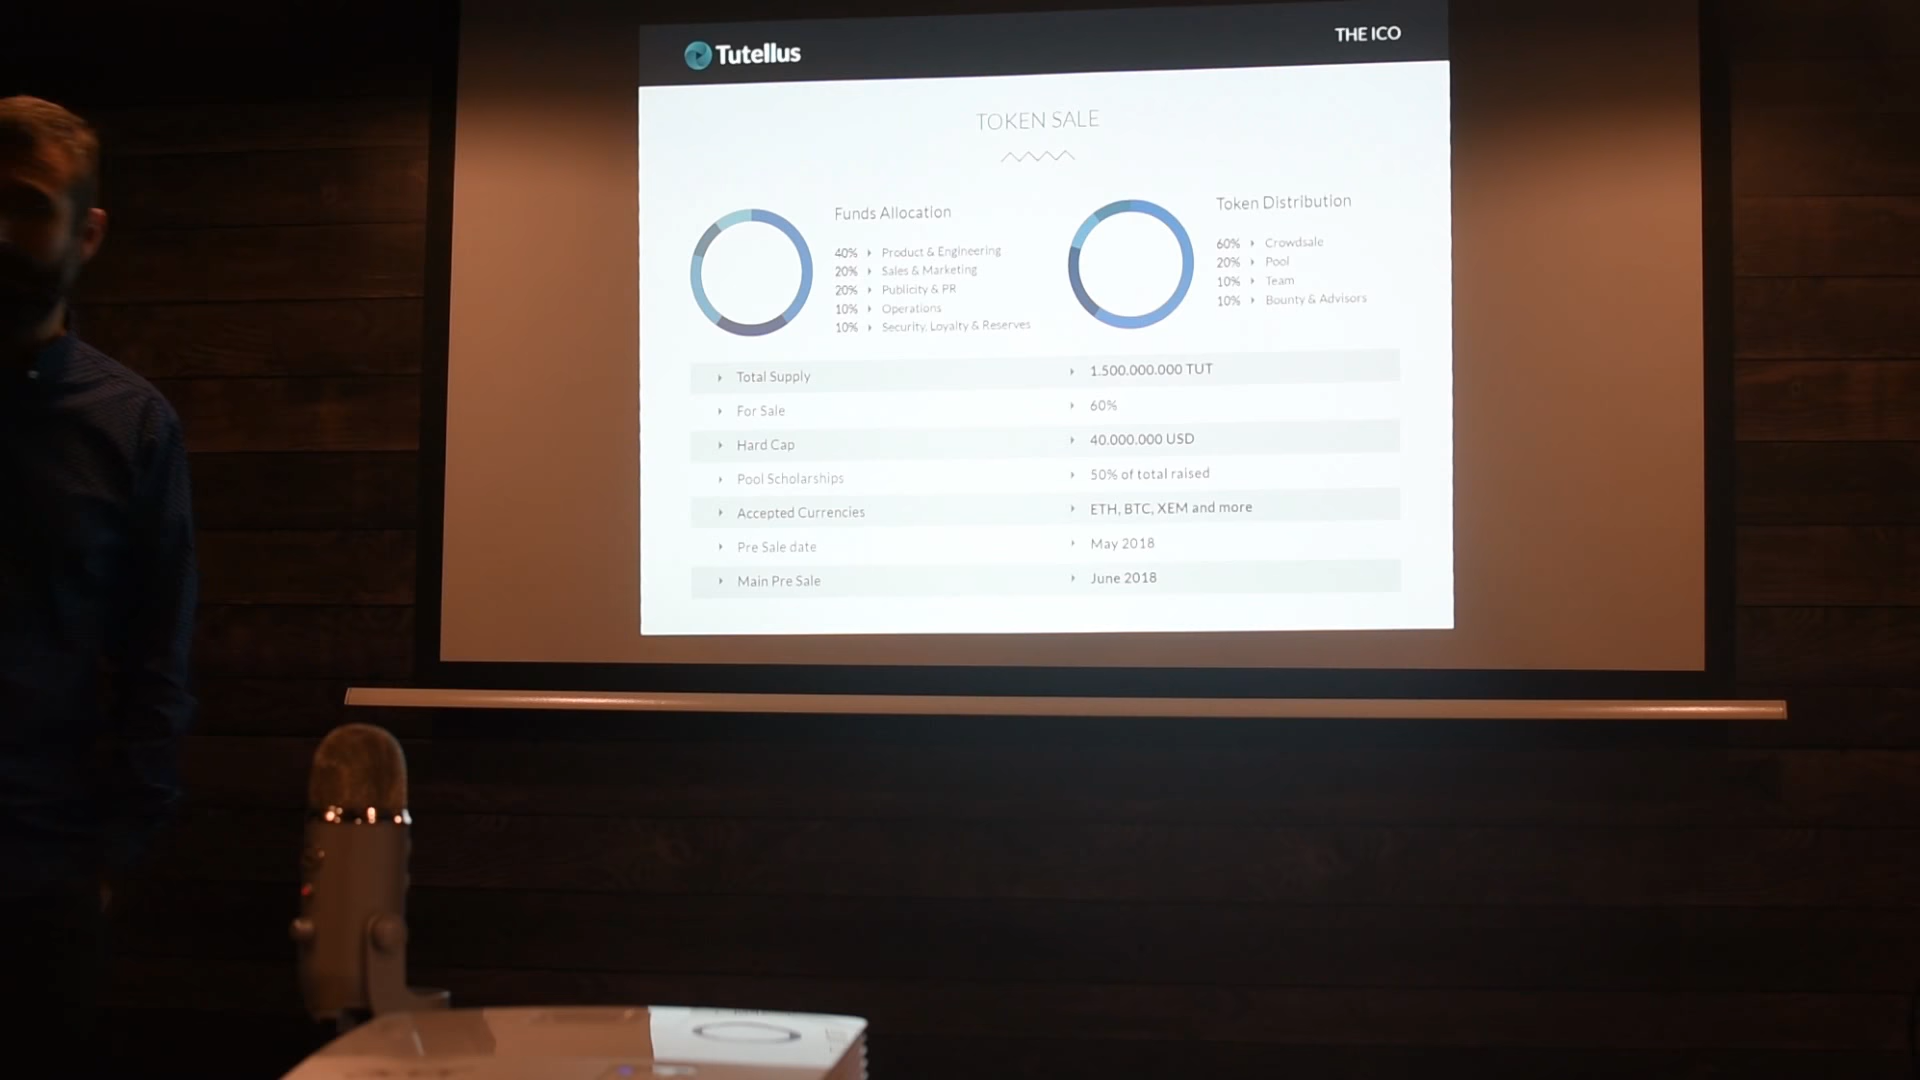 Tutellus
THE ICO
TOKEN SALE
Funds Allocation
40% Product & Engineering
20% Sales & Marketing
20% Publicity & PR
10% Operations
10% Security, Loyalty & Reserves
Token Distribution
60% Crowdsale
20% Pool
10% Team
10% Bounty & Advisors
Total Supply 1.500.000.000 TUT
For Sale 60%
Hard Cap 40.000.000 USD
Pool Scholarships 50% of total raised
Accepted Currencies ETH, BTC, XEM and more
Pre Sale date May 2018
Main Pre Sale June 2018